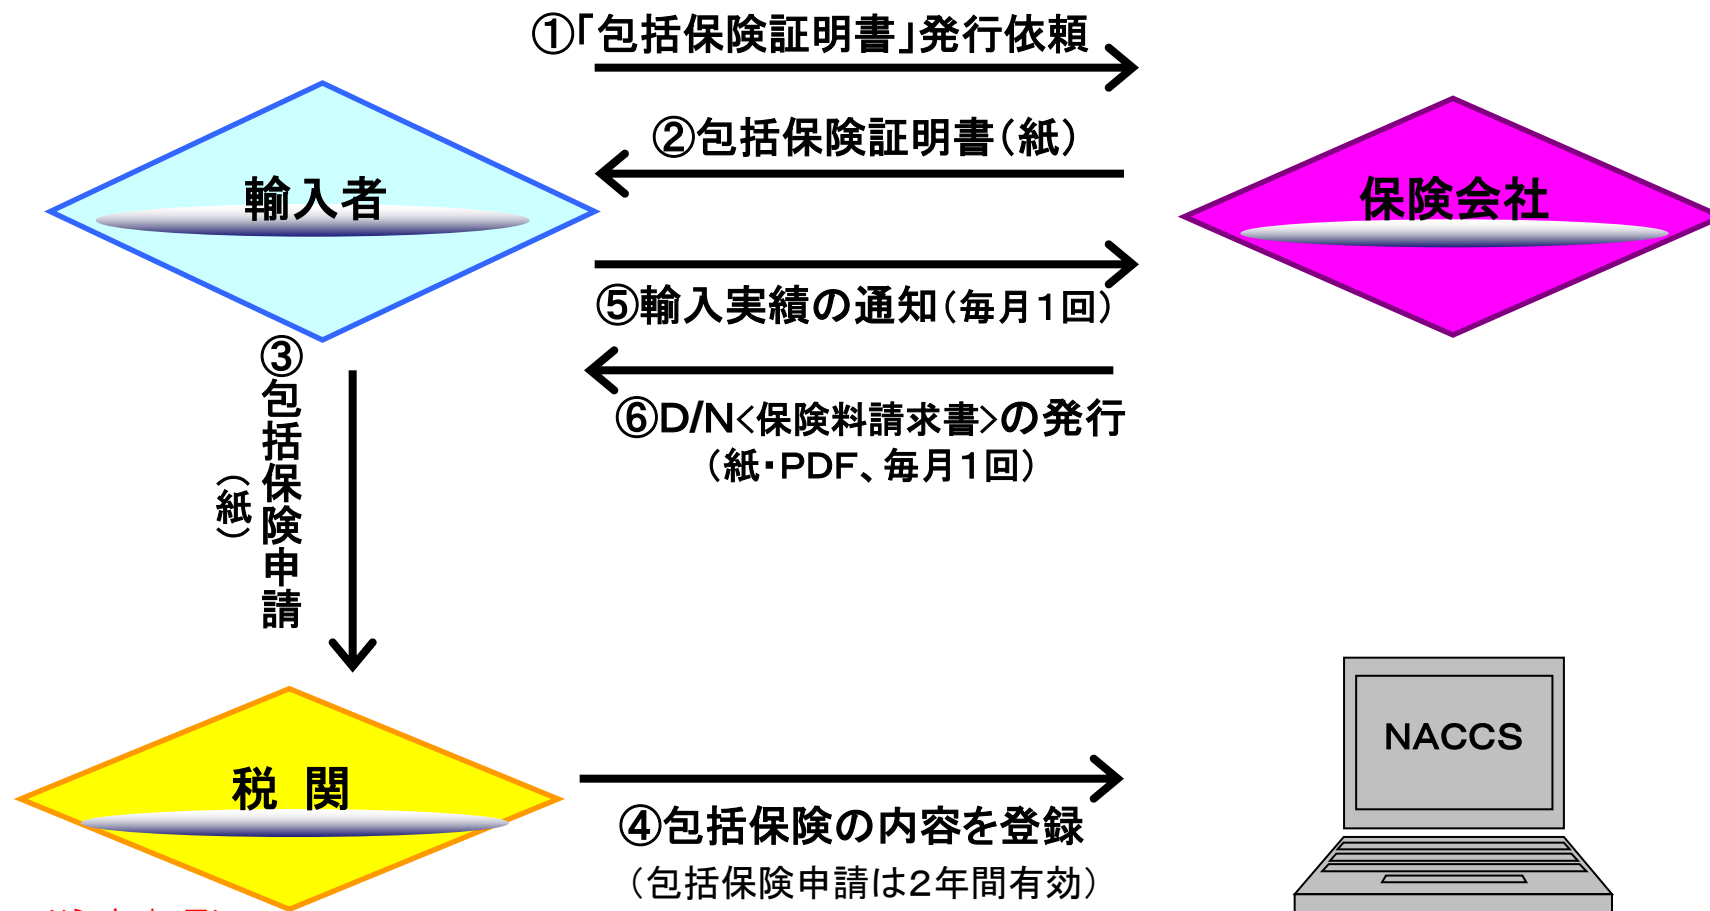 ①「包括保険証明書」発行依頼
②包括保険証明書（紙）
輸入者
保険会社
⑤輸入実績の通知（毎月１回）
⑥D/N<保険料請求書>の発行
（紙・PDF、毎月１回）
③包括保険申請
（紙）
NACCS
税　関
④包括保険の内容を登録
（包括保険申請は２年間有効）